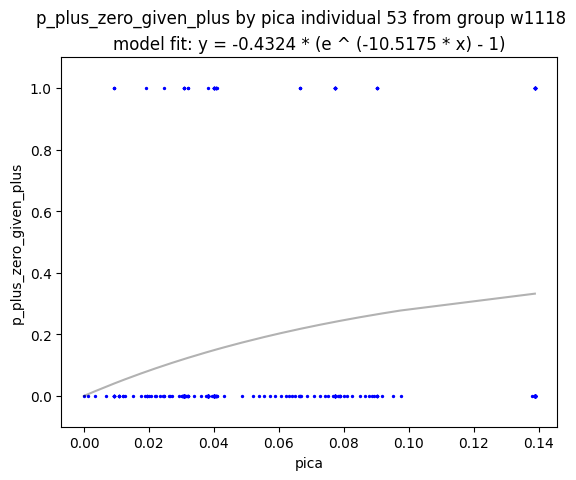 p_plus_zero_given_plus by pica individual 53 from group w1118
model fit: y = -0.4324 * (e ^ (-10.5175 * x) - 1)
p_plus_zero_given_plus
1.0
0.8
0.6
0.4
0.2
0.0
0.00 0.02 0.04 0.06 0.08 0.10 0.12 0.14
pica